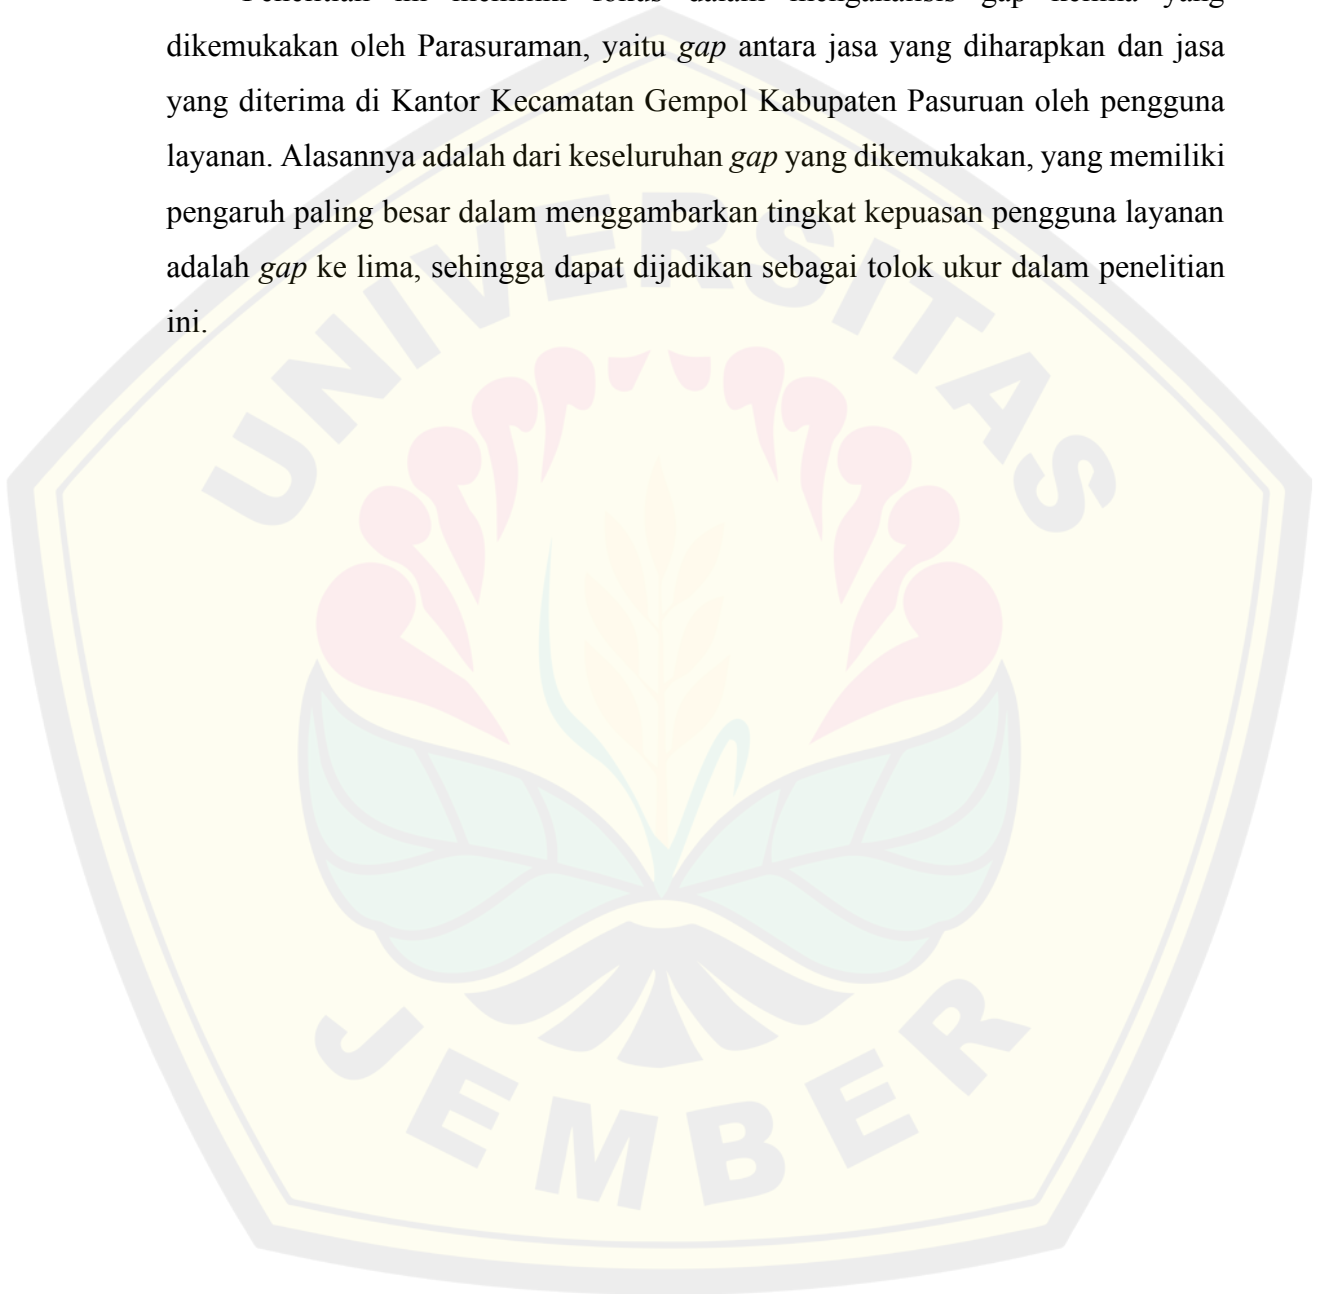 Penelitian ini memiliki fokus dalam menganalisis gap kelima yang
dikemukakan oleh Parasuraman, yaitu gap antara jasa yang diharapkan dan jasa
yang diterima di Kantor Kecamatan Gempol Kabupaten Pasuruan oleh pengguna
layanan. Alasannya adalah dari keseluruhan gap yang dikemukakan, yang memiliki
pengaruh paling besar dalam menggambarkan tingkat kepuasan pengguna layanan
adalah gap ke lima, sehingga dapat dijadikan sebagai tolok ukur dalam penelitian
ini.
UNIVERSITAS
JEMBER